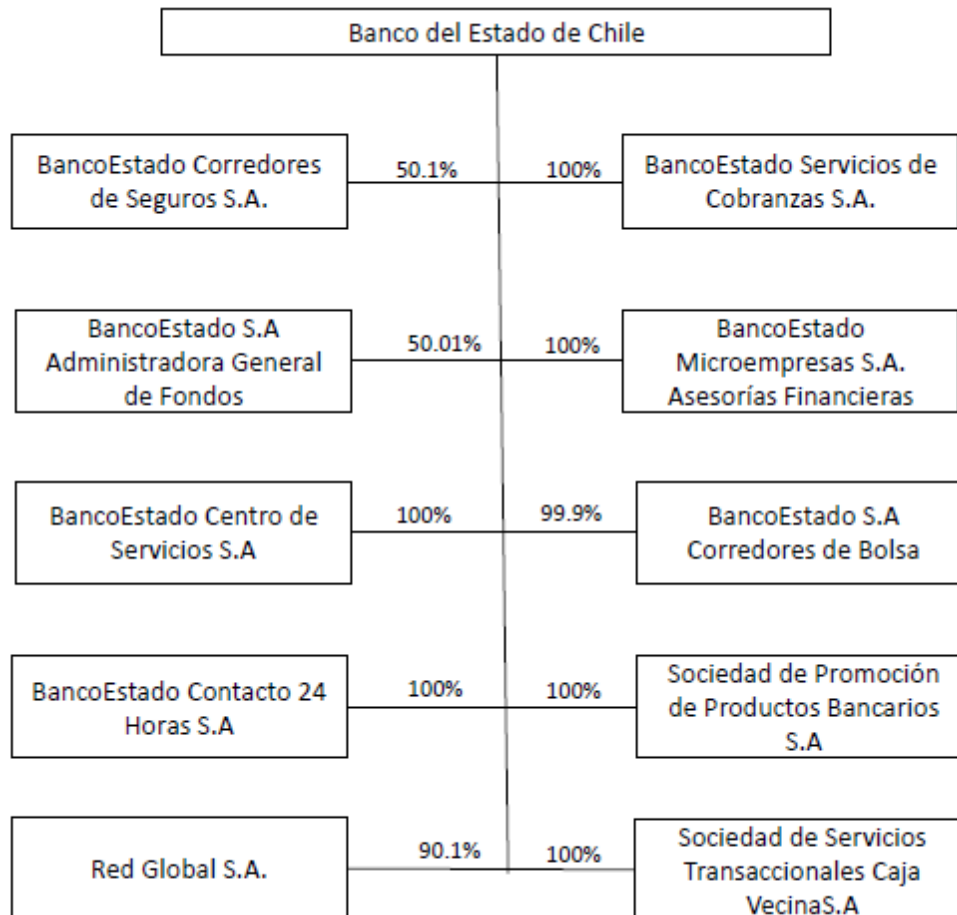 Banco del Estado de Chile
BancoEstado Corredores
de Seguros S.A.
50.1%
100%
BancoEstado Servicios de
Cobranzas S.A.
BancoEstado S.A
Administradora General
de Fondos
50.01%
100%
BancoEstado
Microempresas S.A.
Asesorías Financieras
BancoEstado Centro de
Servicios S.A
100%
99.9%
BancoEstado S.A
Corredores de Bolsa
BancoEstado Contacto 24
Horas S.A
100%
100%
Sociedad de Promoción
de Productos Bancarios
S.A
Red Global S.A.
90.1%
100%
Sociedad de Servicios
Transaccionales Caja
VecinaS.A